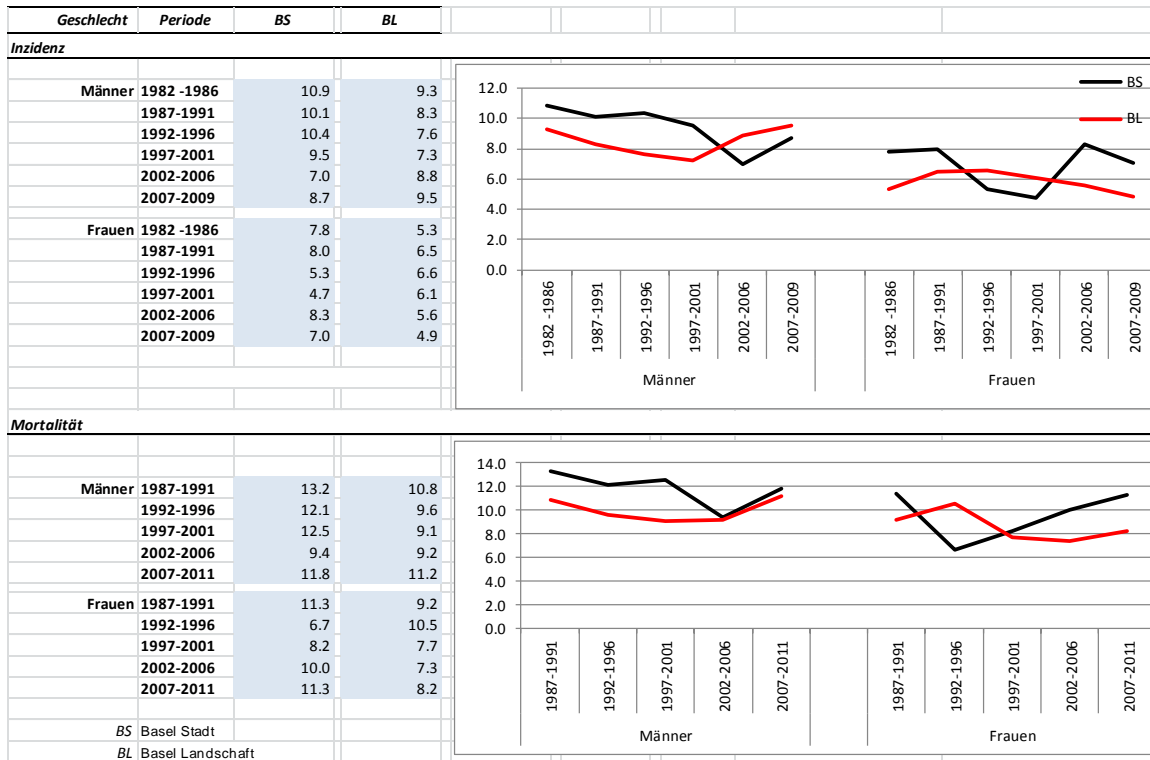 Geschlecht Periode BS BL
Inzidenz
Männer 1982 -1986 10.9 9.3
1987-1991 10.1 8.3
1992-1996 10.4 7.6
1997-2001 9.5 7.3
2002-2006 7.0 8.8
2007-2009 8.7 9.5
Frauen 1982 -1986 7.8 5.3
1987-1991 8.0 6.5
1992-1996 5.3 6.6
1997-2001 4.7 6.1
2002-2006 8.3 5.6
2007-2009 7.0 4.9
BS
BL
12.0
10.0
8.0
6.0
4.0
2.0
0.0
1982 -1986
1987-1991
1992-1996
1997-2001
2002-2006
2007-2009
1982 -1986
1987-1991
1992-1996
1997-2001
2002-2006
2007-2009
Männer Frauen
Mortalität
Männer 1987-1991 13.2 10.8
1992-1996 12.1 9.6
1997-2001 12.5 9.1
2002-2006 9.4 9.2
2007-2011 11.8 11.2
Frauen 1987-1991 11.3 9.2
1992-1996 6.7 10.5
1997-2001 8.2 7.7
2002-2006 10.0 7.3
2007-2011 11.3 8.2
14.0
12.0
10.0
8.0
6.0
4.0
2.0
0.0
1987-1991
1992-1996
1997-2001
2002-2006
2007-2011
1987-1991
1992-1996
1997-2001
2002-2006
2007-2011
Männer Frauen
BS Basel Stadt
BL Basel Landschaft